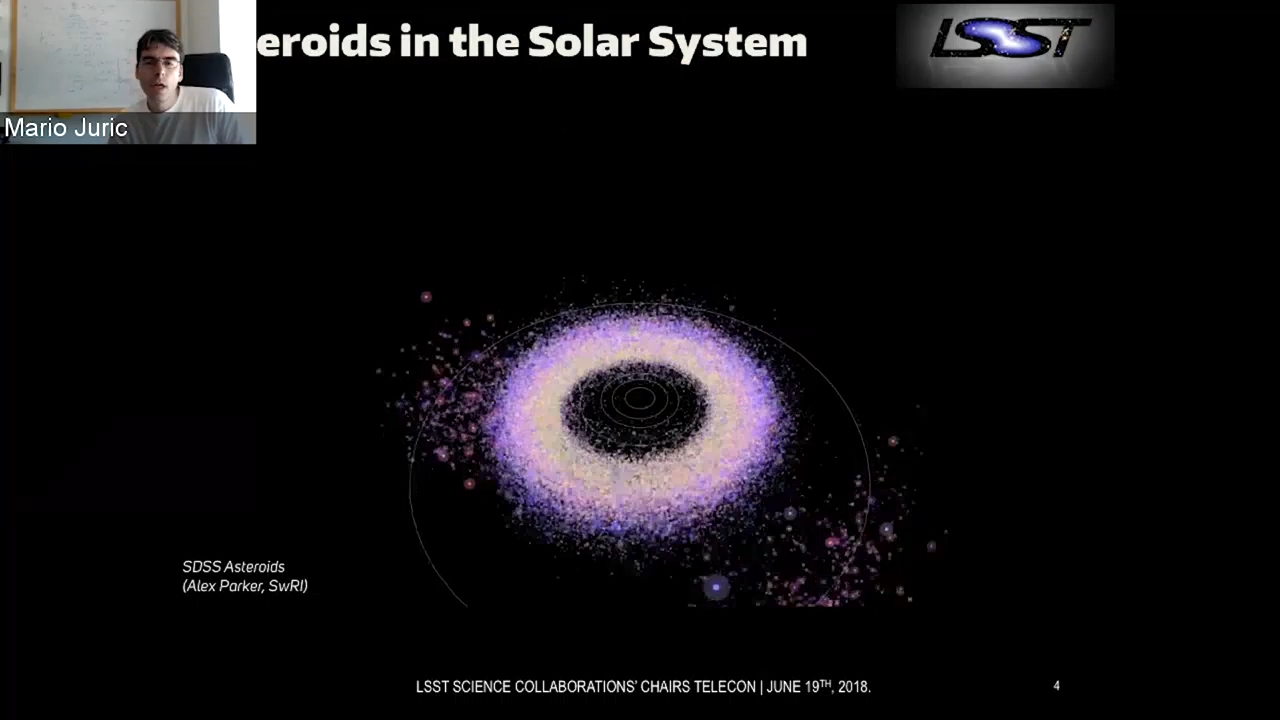 eroids in the Solar System
LSST
Mario Juric
SDSS Asteroids
(Alex Parker, SwRI)
LSST SCIENCE COLLABORATIONS' CHAIRS TELECON | JUNE 19TH, 2018.
4